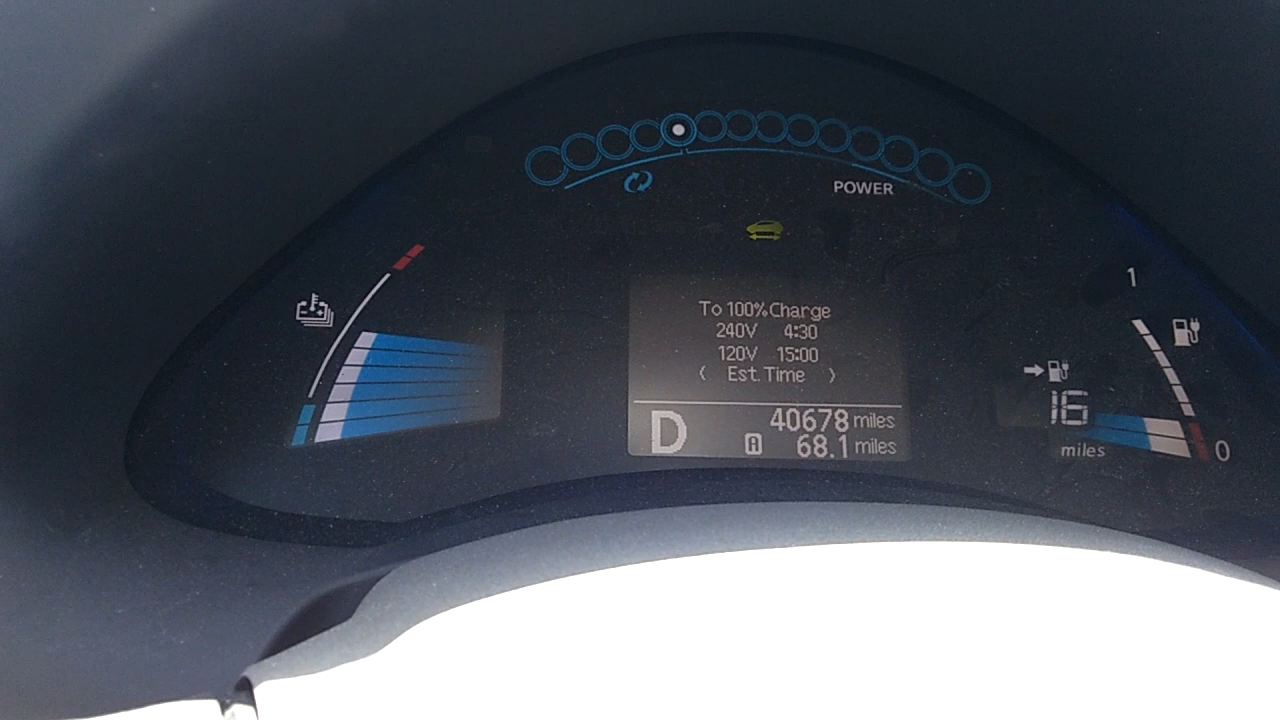 POWER
To 100% Charge
240V 4:30
120V 15:00
< Est. Time >
D
40678 miles
A 68.1 miles
1
16
miles
0